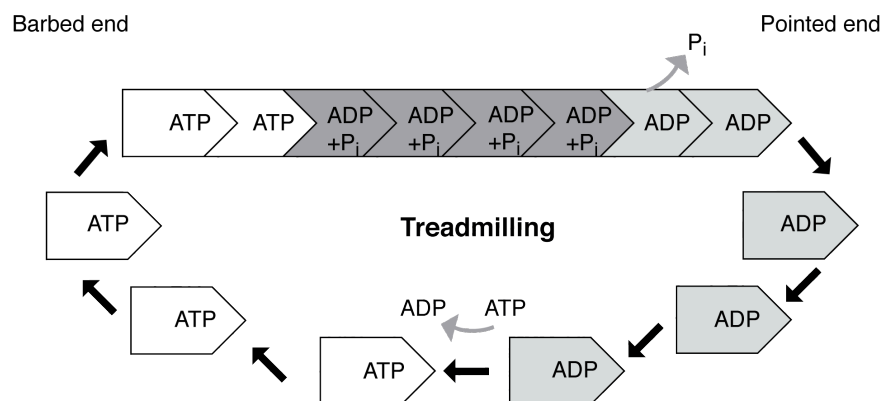 Barbed end
Pointed end
Pi
ATP
ATP
ADP
+Pi
ADP
+Pi
ADP
+Pi
ADP
+Pi
ADP
ADP
ATP
Treadmilling
ADP
ATP
ADP
ATP
ADP
ATP
ADP